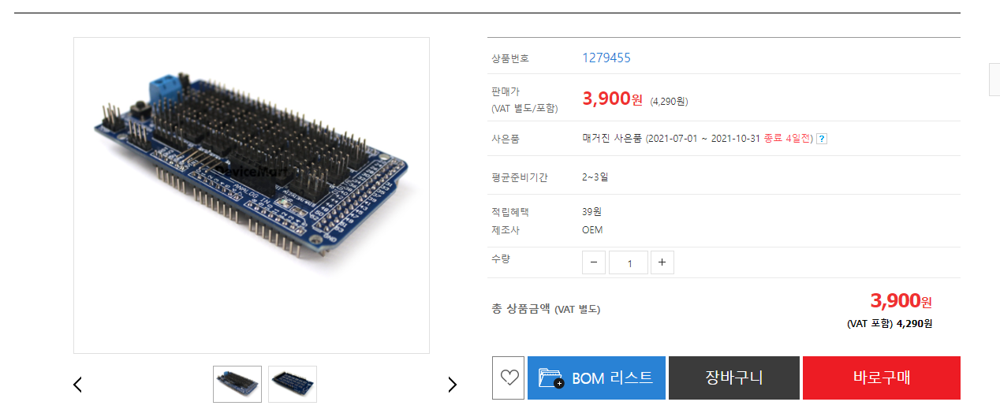 DeviceMart
ANALOG IN
상품번호 1279455
판매가
(VAT 별도/포함) 3,900원 (4,290원)
사은품 매거진 사은품 (2021-07-01 ~ 2021-10-31 종료 4일전) ?
평균준비기간 2~3일
적립혜택 39원
제조사 OEM
수량 - 1 +
총 상품금액 (VAT 별도) 3,900원
(VAT 포함) 4,290원
BOM 리스트 장바구니 바로구매